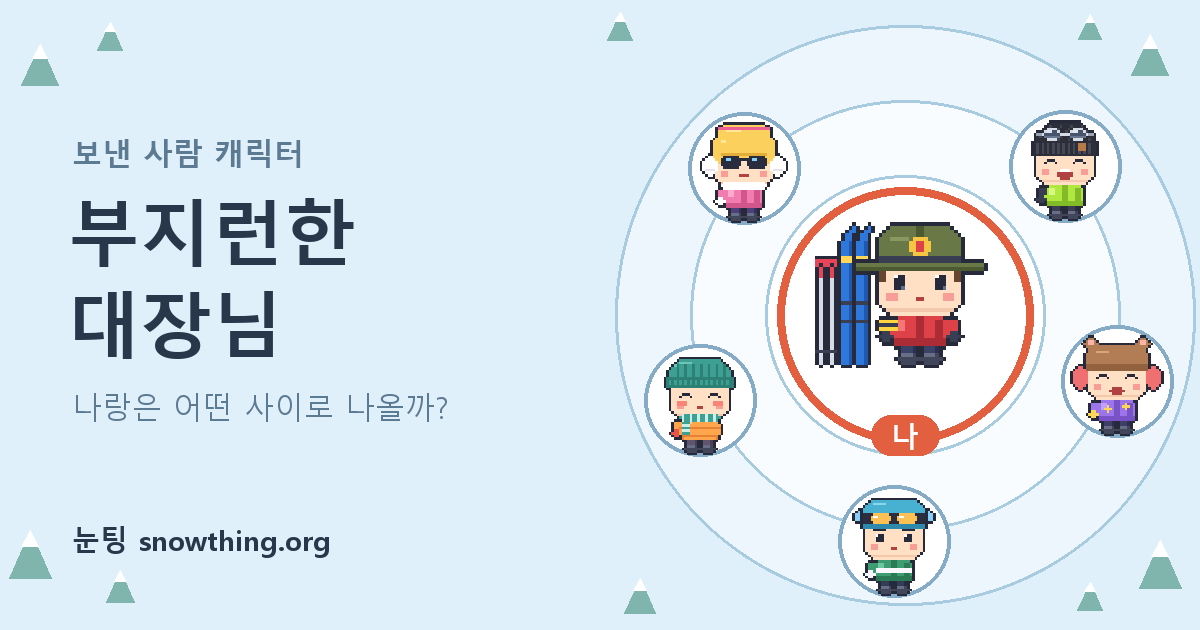 보낸 사람 캐릭터
부지런한
대장님
나랑은 어떤 사이로 나올까?
눈팅 snowthing.org
나